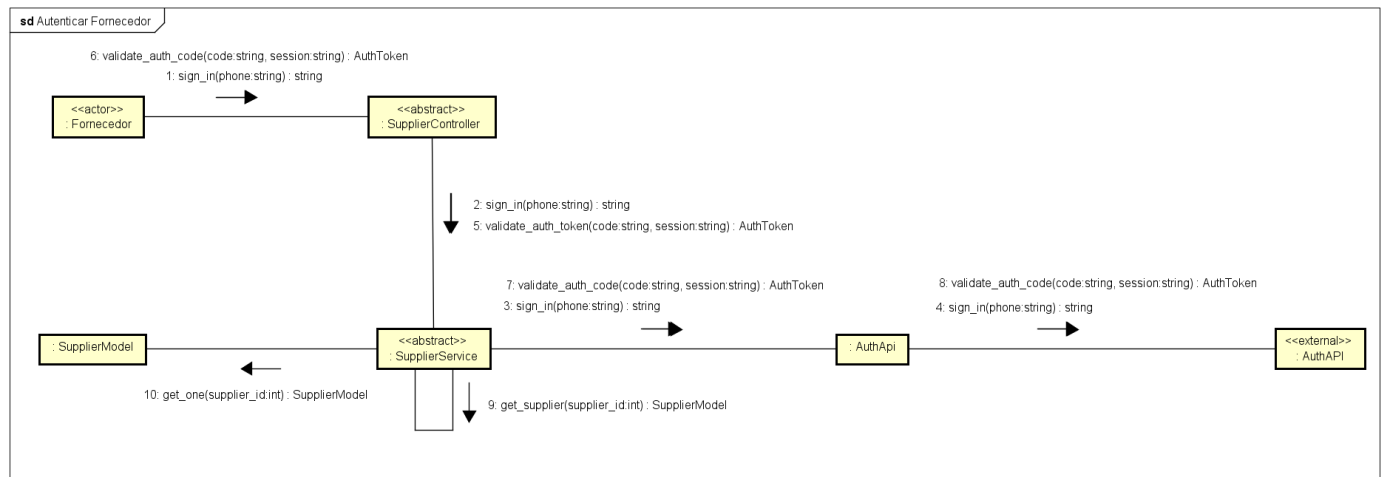 sd Autenticar Fornecedor
6: validate_auth_code(code:string, session:string) : AuthToken
1: sign_in(phone:string) : string
<<actor>>
: Fornecedor
<<abstract>>
: SupplierController
2: sign_in(phone:string) : string
5: validate_auth_token(code:string, session:string) : AuthToken
7: validate_auth_code(code:string, session:string) : AuthToken
3: sign_in(phone:string) : string
8: validate_auth_code(code:string, session:string) : AuthToken
4: sign_in(phone:string) : string
: SupplierModel
<<abstract>>
: SupplierService
: AuthApi
<<external>>
: AuthAPI
10: get_one(supplier_id:int) : SupplierModel
9: get_supplier(supplier_id:int) : SupplierModel